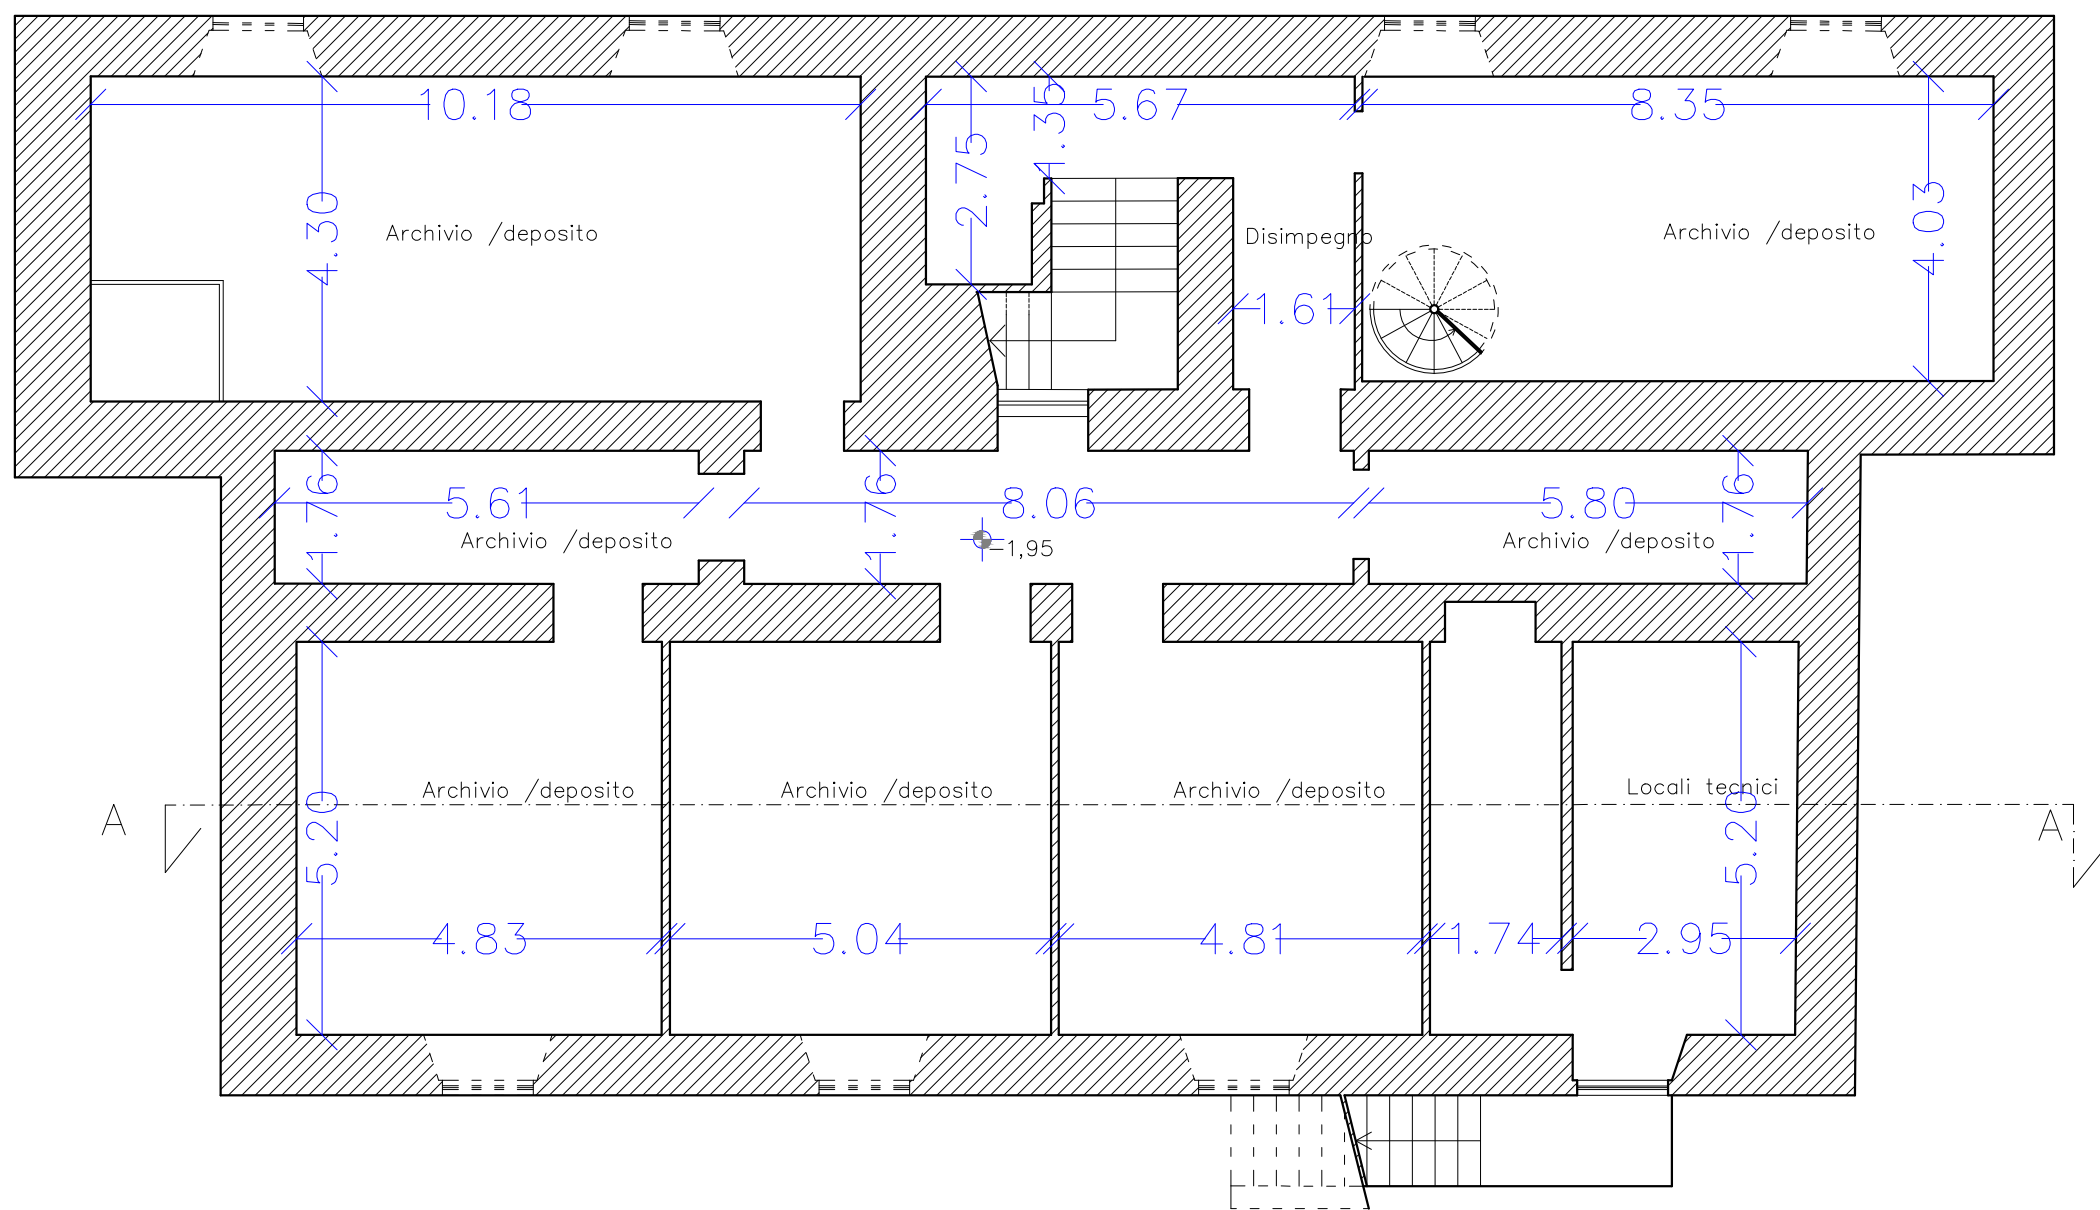 10.18
5.67
8.35
1.35
2.75
4.30
4.03
Archivio /deposito
Disimpegno
Archivio /deposito
1.61
1.76
5.61
1.76
8.06
5.80
1.76
Archivio /deposito
-1,95
Archivio /deposito
Archivio /deposito
Archivio /deposito
Archivio /deposito
Locali tecnici
A
5.20
5.20
A
4.83
5.04
4.81
1.74
2.95